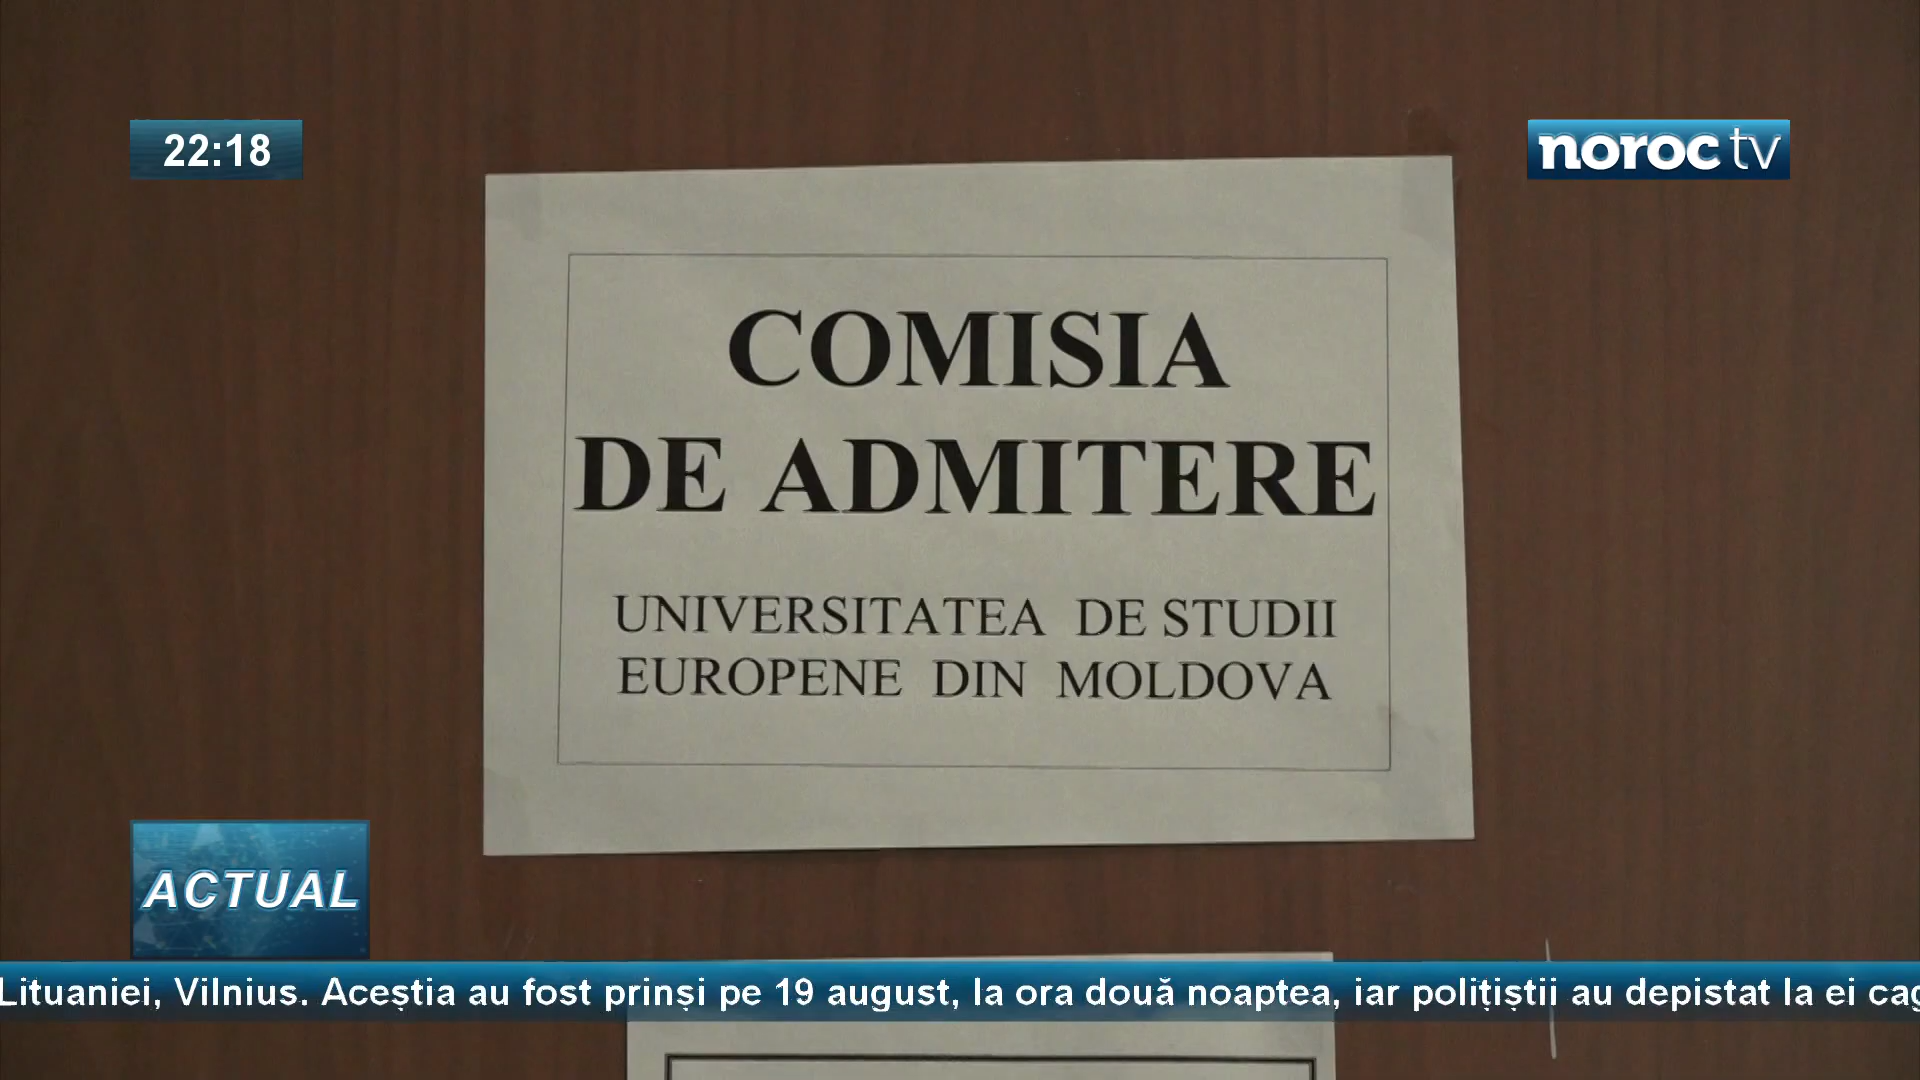 22:18
noroc tv
COMISIA
DE ADMITERE
UNIVERSITATEA DE STUDII
EUROPENE DIN MOLDOVA
ACTUAL
Lituaniei, Vilnius. Aceștia au fost prinși pe 19 august, la ora două noaptea, iar polițiștii au depistat la ei